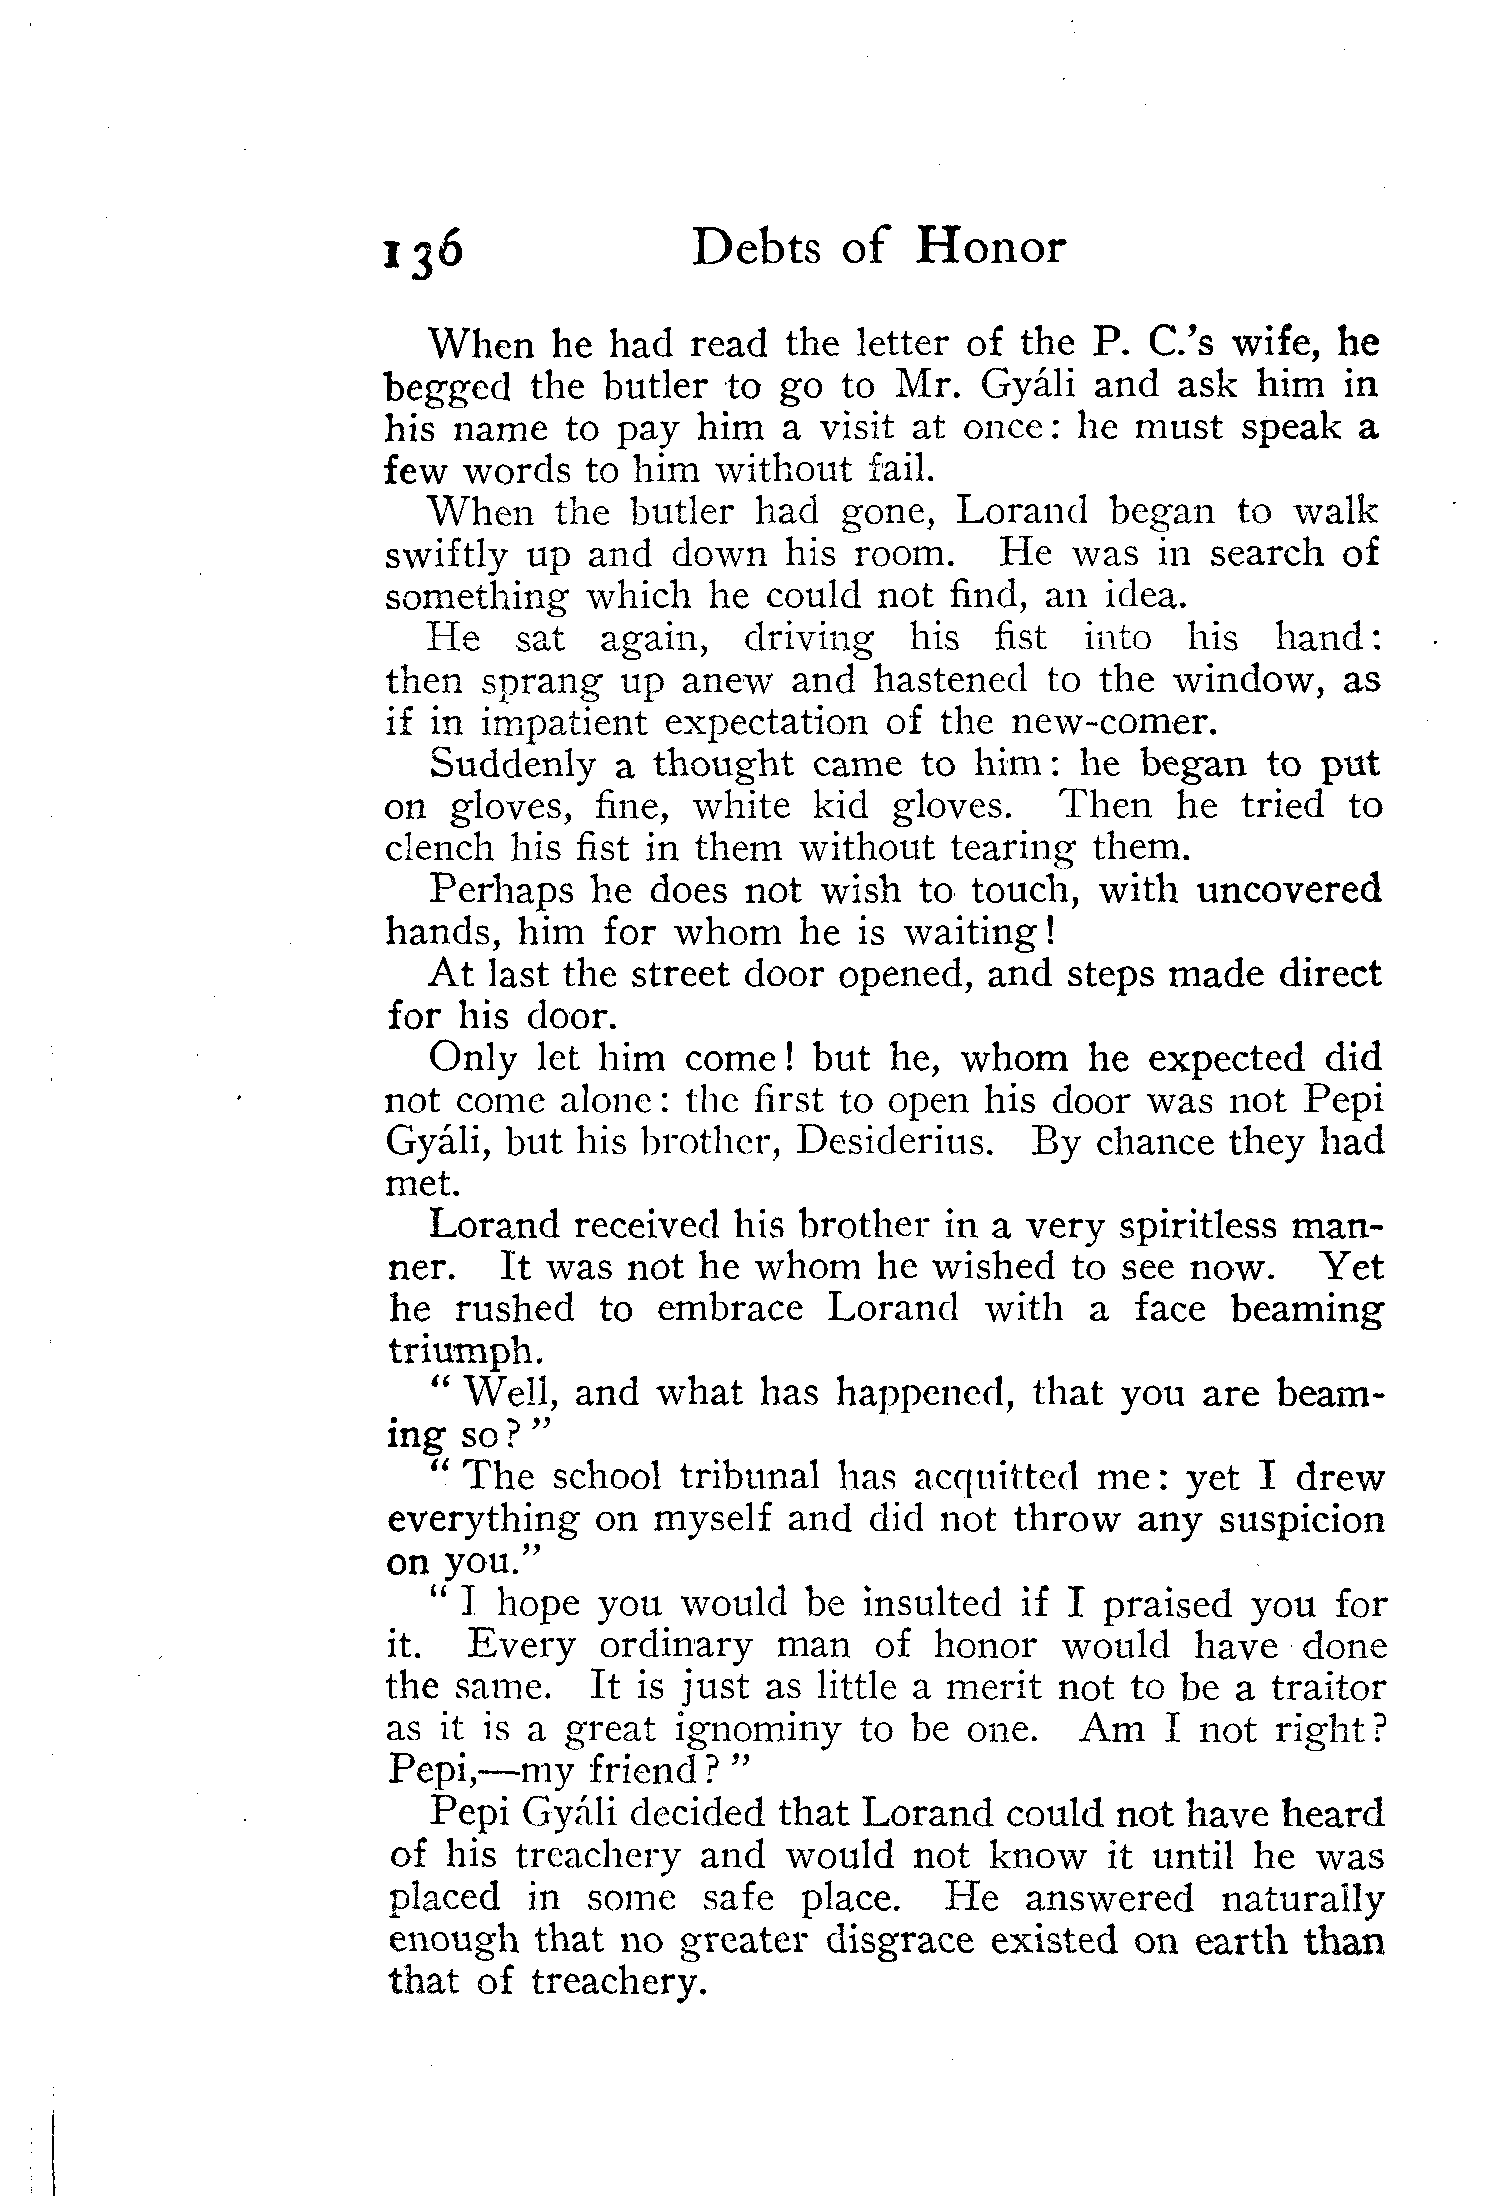 136 Debts of Honor
When he had read the letter of the P. C.'s wife, he
begged the butler to go to Mr. Gyáli and ask him in
his name to pay him a visit at once: he must speak a
few words to him without fail.
When the butler had gone, Lorand began to walk
swiftly up and down his room. He was in search of
something which he could not find, an idea.
He sat again, driving his fist into his hand:
then sprang up anew and hastened to the window, as
if in impatient expectation of the new-comer.
Suddenly a thought came to him: he began to put
on gloves, fine, white kid gloves. Then he tried to
clench his fist in them without tearing them.
Perhaps he does not wish to touch, with uncovered
hands, him for whom he is waiting!
At last the street door opened, and steps made direct
for his door.
Only let him come! but he, whom he expected did
not come alone: the first to open his door was not Pepi
Gyáli, but his brother, Desiderius. By chance they had
met.
Lorand received his brother in a very spiritless man-
ner. It was not he whom he wished to see now. Yet
he rushed to embrace Lorand with a face beaming
triumph.
"Well, and what has happened, that you are beam-
ing so?"
"The school tribunal has acquitted me: yet I drew
everything on myself and did not throw any suspicion
on you."
"I hope you would be insulted if I praised you for
it. Every ordinary man of honor would have done
the same. It is just as little a merit not to be a traitor
as it is a great ignominy to be one. Am I not right?
Pepi,—my friend?"
Pepi Gyáli decided that Lorand could not have heard
of his treachery and would not know it until he was
placed in some safe place. He answered naturally
enough that no greater disgrace existed on earth than
that of treachery.